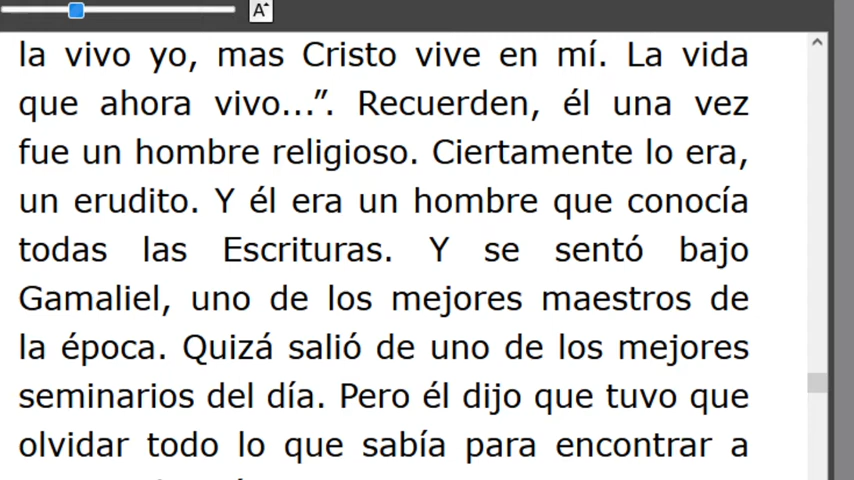 A
la vivo yo, mas Cristo vive en mí. La vida
que ahora vivo...”. Recuerden, él una vez
fue un hombre religioso. Ciertamente lo era,
un erudito. Y él era un hombre que conocía
todas las Escrituras. Y se sentó bajo
Gamaliel, uno de los mejores maestros de
la época. Quizá salió de uno de los mejores
seminarios del día. Pero él dijo que tuvo que
olvidar todo lo que sabía para encontrar a